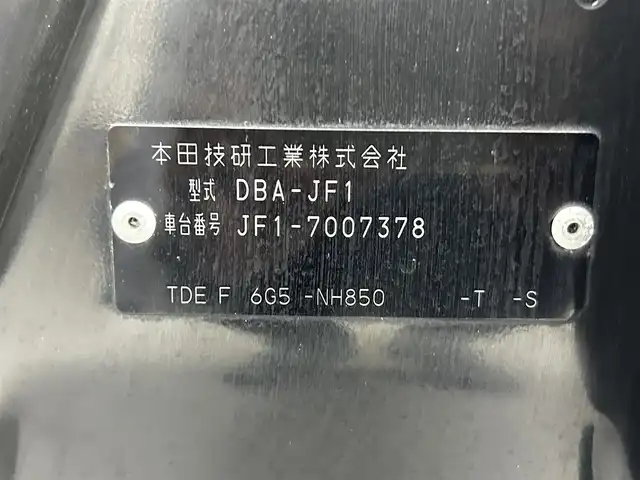 本田技研工業株式会社
型式 DBA-JF1
車台番号 JF1-7007378
TDE F 6G5 -NH850 -T -S